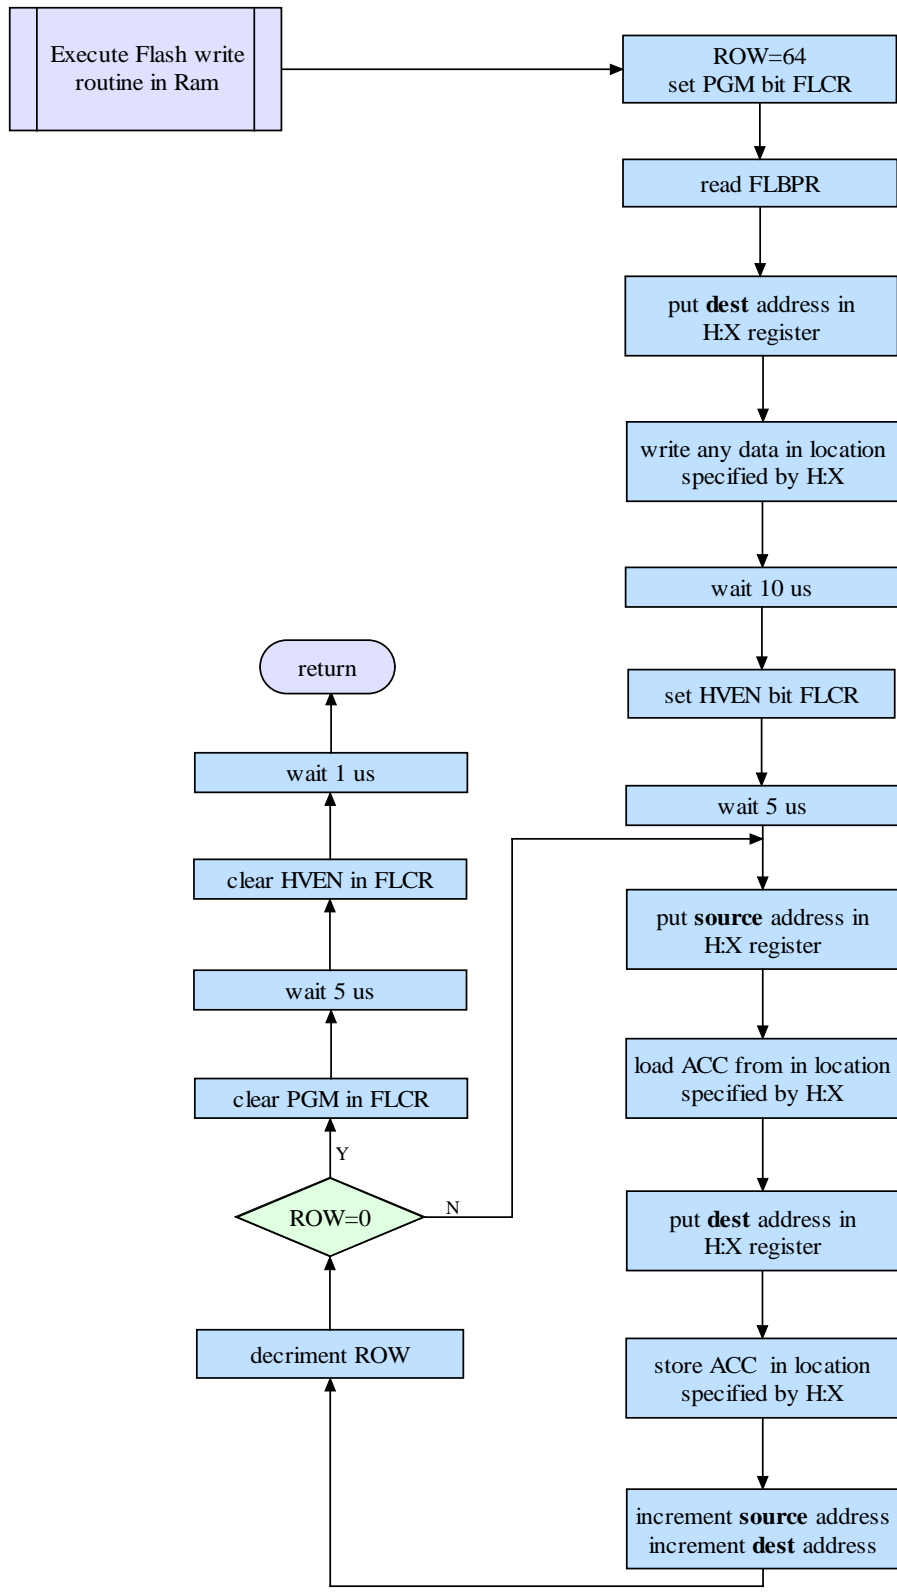 Execute Flash write
routine in Ram
ROW=64
set PGM bit FLCR
read FLBPR
put dest address in
H:X register
write any data in location
specified by H:X
wait 10 us
set HVEN bit FLCR
wait 5 us
put source address in
H:X register
load ACC from in location
specified by H:X
put dest address in
H:X register
store ACC in location
specified by H:X
increment source address
increment dest address
decriment ROW
ROW=0
N
Y
clear PGM in FLCR
wait 5 us
clear HVEN in FLCR
wait 1 us
return